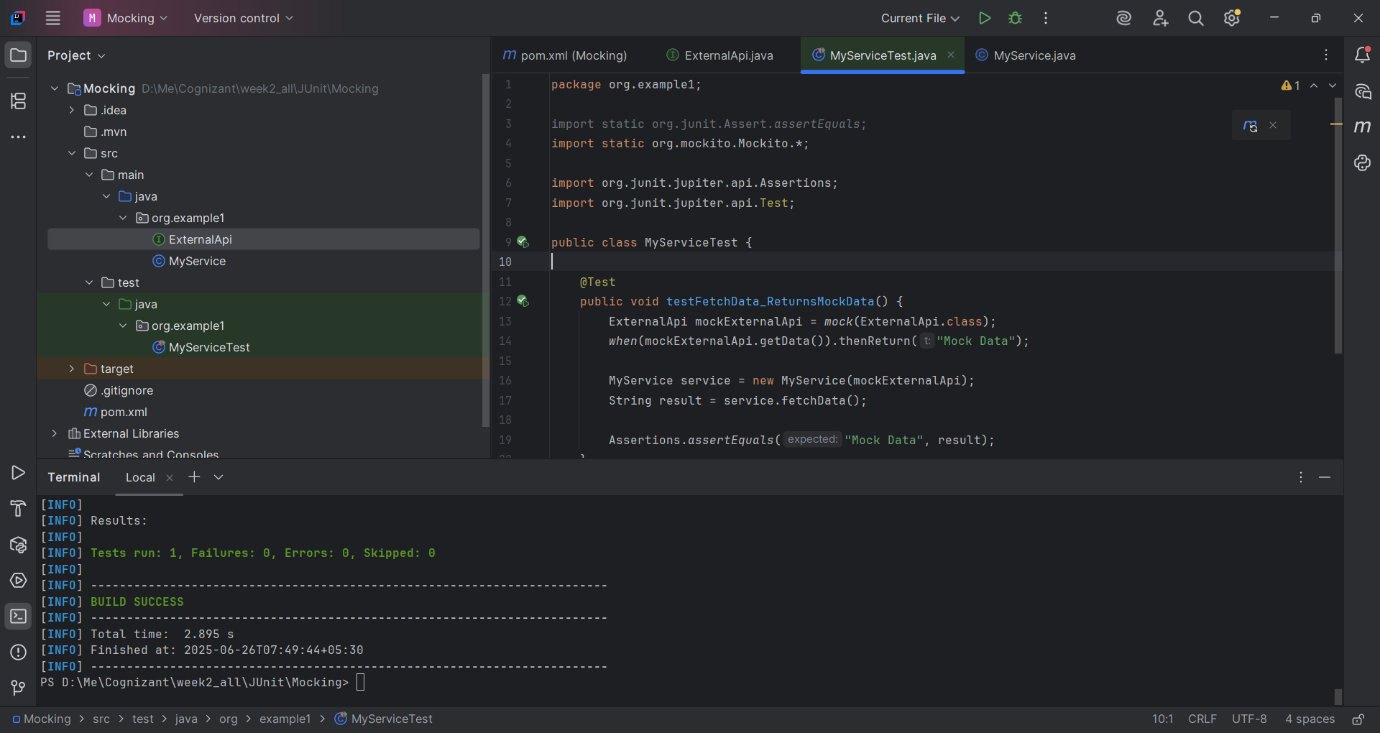 M Mocking Version control Current File
Project
pom.xml (Mocking) ExternalApi.java MyServiceTest.java MyService.java
Mocking D:\Me\Cognizant\week2_all\JUnit\Mocking
.idea
.mvn
src
main
java
org.example1
ExternalApi
MyService
test
java
org.example1
MyServiceTest
target
.gitignore
pom.xml
External Libraries
Scratches and Consoles
1 package org.example1;
1
2
3 import static org.junit.Assert.assertEquals;
4 import static org.mockito.Mockito.*;
5
6 import org.junit.jupiter.api.Assertions;
7 import org.junit.jupiter.api.Test;
8
9 public class MyServiceTest {
10
11 @Test
12 public void testFetchData_ReturnsMockData() {
13 ExternalApi mockExternalApi = mock(ExternalApi.class);
14 when(mockExternalApi.getData()).thenReturn( t: "Mock Data");
15
16 MyService service = new MyService(mockExternalApi);
17 String result = service.fetchData();
18
19 Assertions.assertEquals( expected: "Mock Data", result);
Terminal Local
[INFO]
[INFO] Results:
[INFO]
[INFO] Tests run: 1, Failures: 0, Errors: 0, Skipped: 0
[INFO]
[INFO] ------------------------------------------------------------------------
[INFO] BUILD SUCCESS
[INFO] ------------------------------------------------------------------------
[INFO] Total time:  2.895 s
[INFO] Finished at: 2025-06-26T07:49:44+05:30
[INFO] ------------------------------------------------------------------------
PS D:\Me\Cognizant\week2_all\JUnit\Mocking>
Mocking > src > test > java > org > example1 > MyServiceTest 10:1 CRLF UTF-8 4 spaces